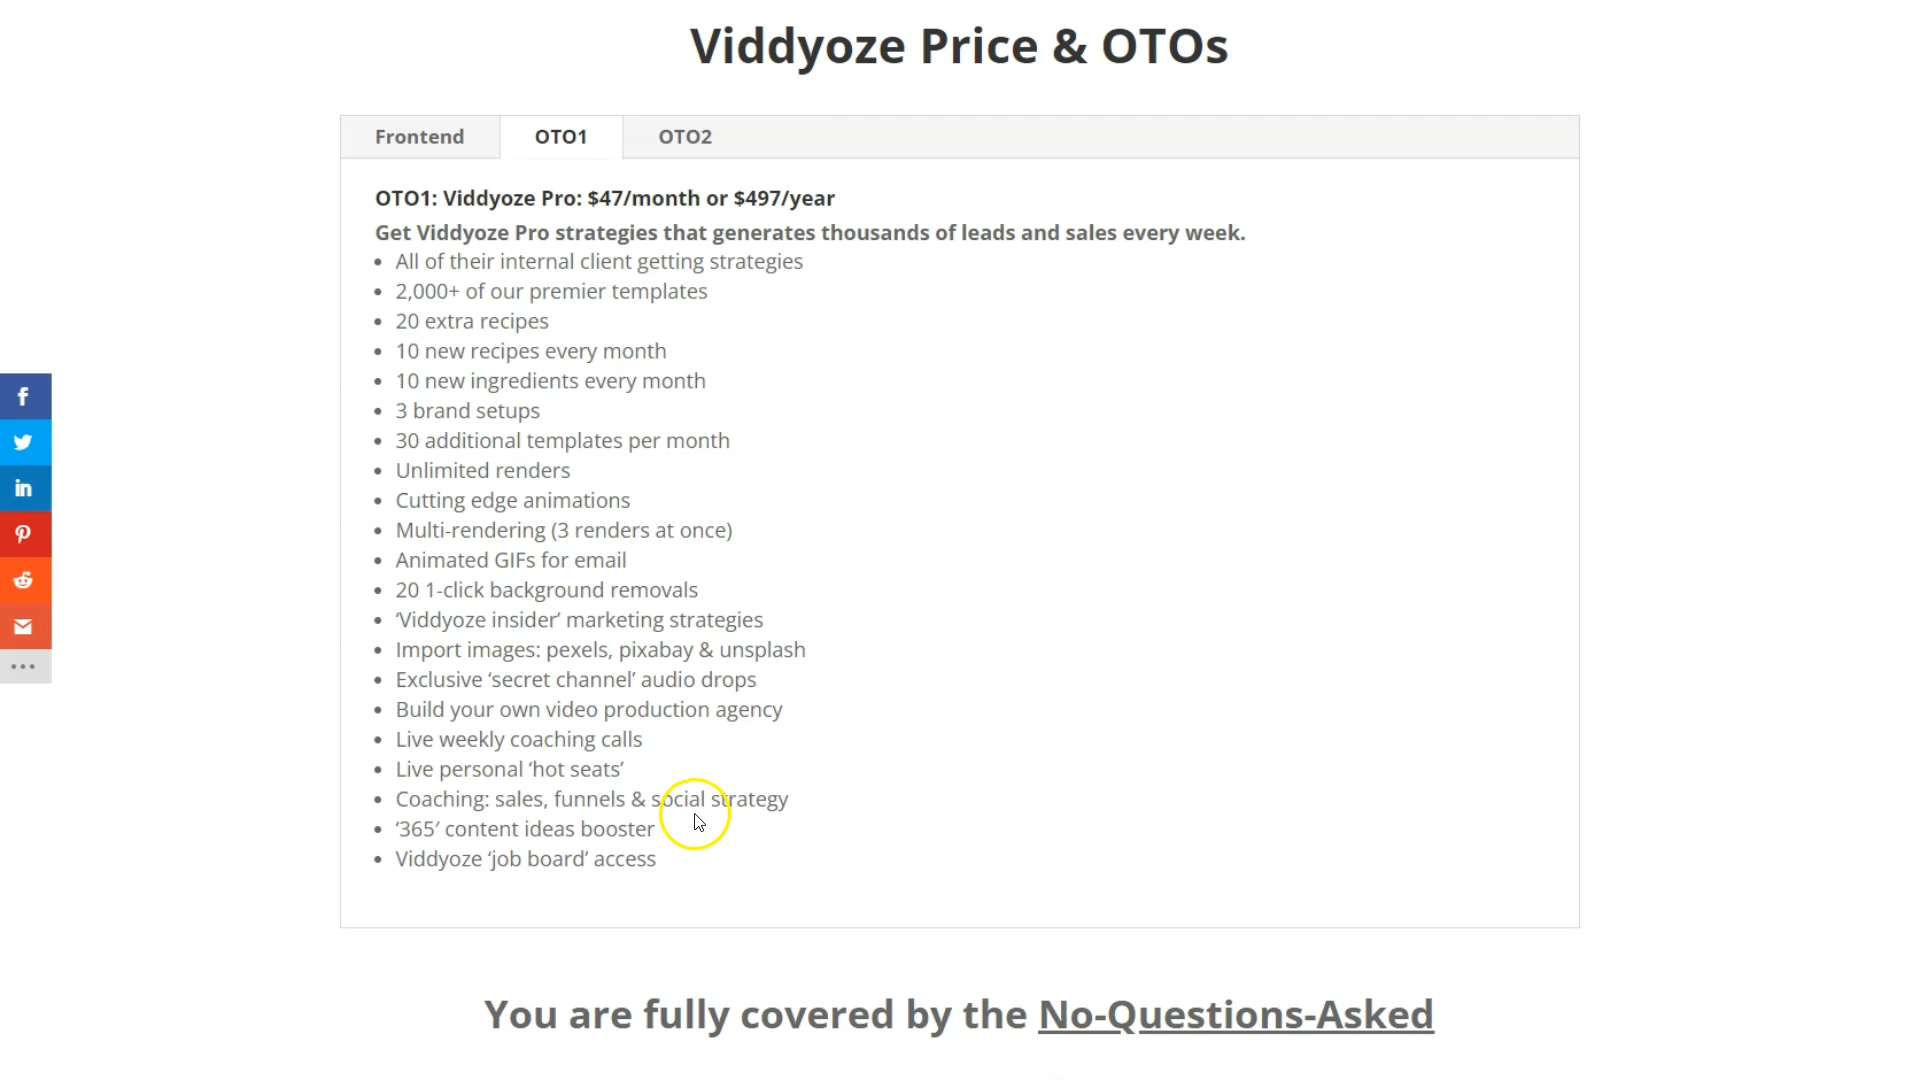 Viddyoze Price & OTOs
Frontend
OTO1
OTO2
OTO1: Viddyoze Pro: $47/month or $497/year
Get Viddyoze Pro strategies that generates thousands of leads and sales every week.
All of their internal client getting strategies
2,000+ of our premier templates
20 extra recipes
10 new recipes every month
10 new ingredients every month
3 brand setups
30 additional templates per month
Unlimited renders
Cutting edge animations
Multi-rendering (3 renders at once)
Animated GIFs for email
20 1-click background removals
‘Viddyoze insider’ marketing strategies
Import images: pexels, pixabay & unsplash
Exclusive ‘secret channel’ audio drops
Build your own video production agency
Live weekly coaching calls
Live personal ‘hot seats’
Coaching: sales, funnels & social strategy
‘365′ content ideas booster
Viddyoze ‘job board’ access
You are fully covered by the No-Questions-Asked